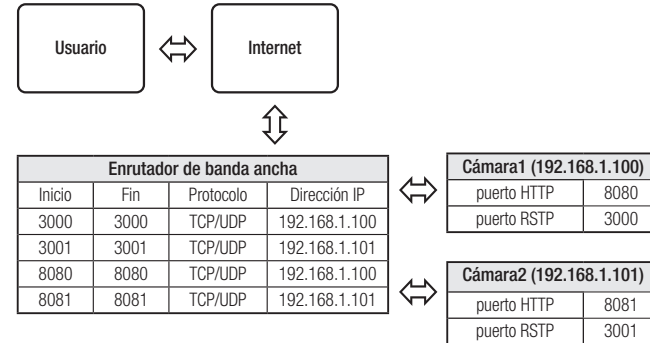 Usuario
Internet
Enrutador de banda ancha
Inicio Fin Protocolo Dirección IP
3000 3000 TCP/UDP 192.168.1.100
3001 3001 TCP/UDP 192.168.1.101
8080 8080 TCP/UDP 192.168.1.100
8081 8081 TCP/UDP 192.168.1.101
Cámara1 (192.168.1.100)
puerto HTTP 8080
puerto RSTP 3000
Cámara2 (192.168.1.101)
puerto HTTP 8081
puerto RSTP 3001